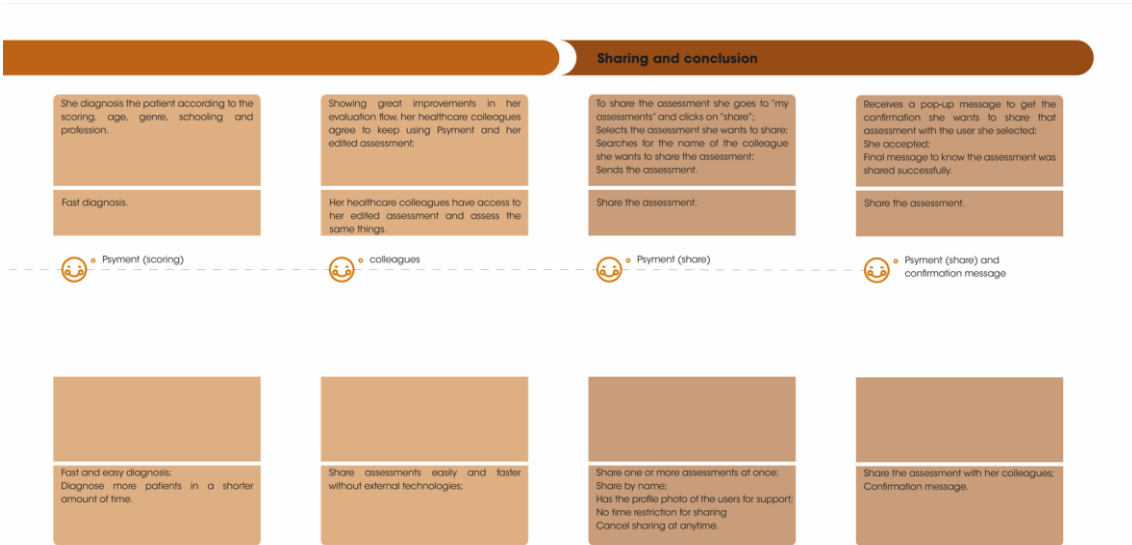 Sharing and conclusion
She diagnosis the patient according to the
scoring, age, genre, schooling and
profession.
Showing great improvements in her
evaluation flow, her healthcare colleagues
agree to keep using Psyment and her
edited assessment;
To share the assessment she goes to "my
assessments" and clicks on "share";
Selects the assessment she wants to share;
Searches for the name of the colleague
she wants to share the assessment;
Sends the assessment.
Receives a pop-up message to get the
confirmation she wants to share that
assessment with the user she selected;
She accepted;
Final message to know the assessment was
shared successfully.
Fast diagnosis.
Her healthcare colleagues have access to
her edited assessment and assess the
same things.
Share the assessment.
Share the assessment.
Psyment (scoring)
colleagues
Psyment (share)
Psyment (share) and
confirmation message
Fast and easy diagnosis;
Diagnose more patients in a shorter
amount of time.
Share assessments easily and faster
without external technologies;
Share one or more assessments at once;
Share by name;
Has the profile photo of the users for support;
No time restriction for sharing
Cancel sharing at anytime.
Share the assessment with her colleagues;
Confirmation message.